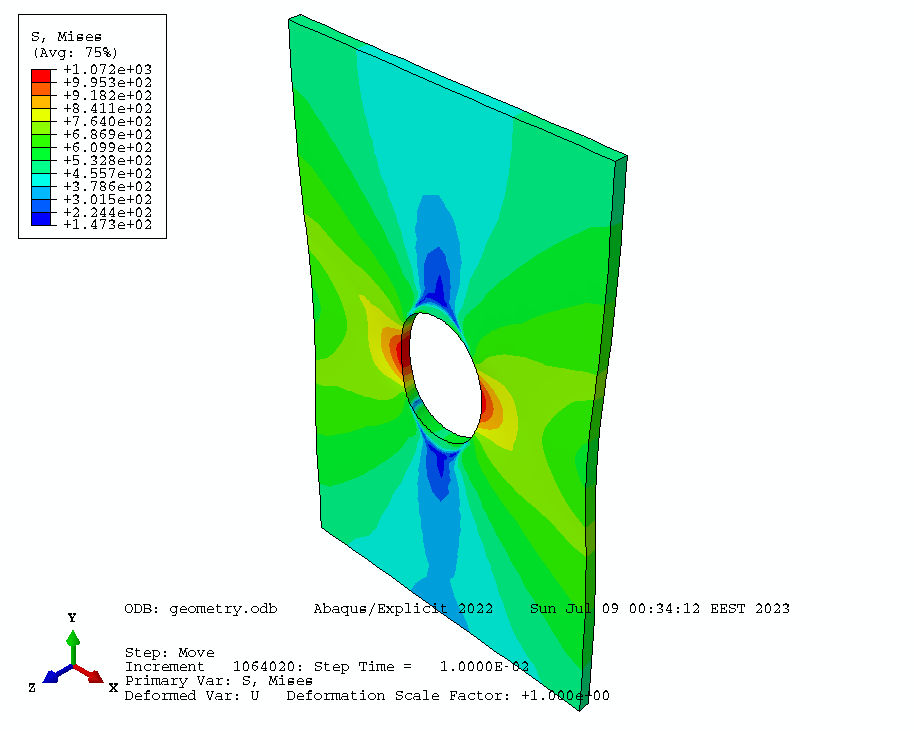 S, Mises
(Avg: 75%)
+1.072e+03
+9.953e+02
+9.182e+02
+8.411e+02
+7.640e+02
+6.869e+02
+6.099e+02
+5.328e+02
+4.557e+02
+3.786e+02
+3.015e+02
+2.244e+02
+1.473e+02
ODB: geometry.odb Abaqus/Explicit 2022 Sun Jul 09 00:34:12 EEST 2023
Y
Z X
Step: Move
Increment 1064020: Step Time = 1.0000E-02
Primary Var: S, Mises
Deformed Var: U Deformation Scale Factor: +1.000e+00